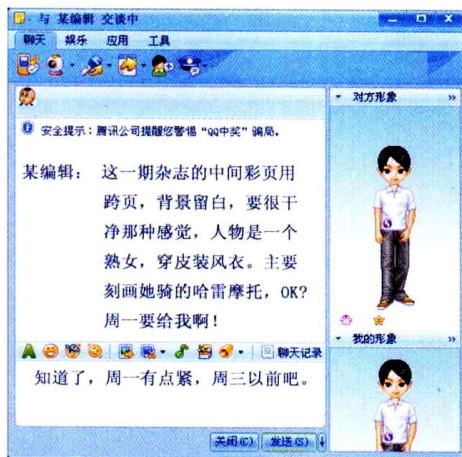 与 某编辑 交谈中
聊天 娱乐 应用 工具
安全提示：腾讯公司提醒您警惕“QQ中奖”骗局。
某编辑： 这一期杂志的中间彩页用
跨页，背景留白，要很干
净那种感觉，人物是一个
熟女，穿皮装风衣。主要
刻画她骑的哈雷摩托，OK?
周一要给我啊！
聊天记录
知道了，周一有点紧，周三以前吧。
关闭(C) 发送(S)
对方形象
我的形象